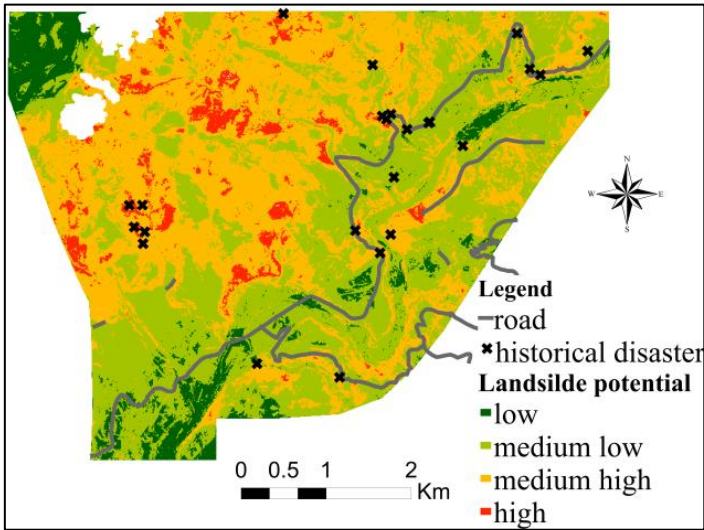 N
W E
S
Legend
road
historical disaster
Landsilde potential
low
medium low
medium high
high
0 0.5 1 2
Km